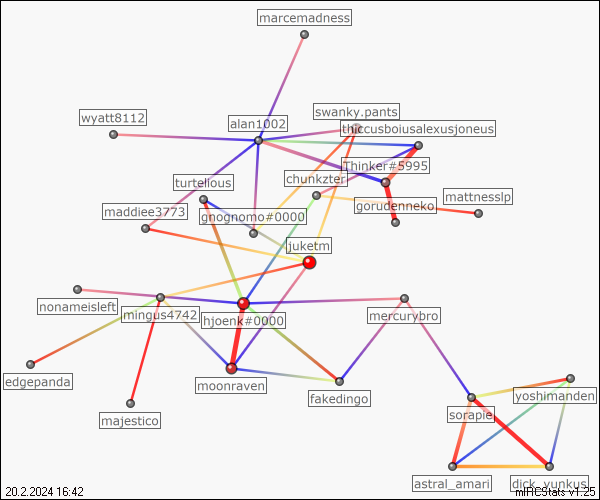 marcemadness
swanky.pants
wyatt8112
alan1002
thiccusboiusalexusjoneus
Thinker#5995
chunkzter
turtelious
mattnesslp
gorudenneko
maddiee3773
gnognomo#0000
juketm
nonameisleft
mingus4742
hjoenk#0000
mercurybro
edgepanda
moonraven
fakedingo
yoshimanden
sorapie
majestico
astral_amari
dick_yunkus
20.2.2024 16:42
mIRCStats v1.25